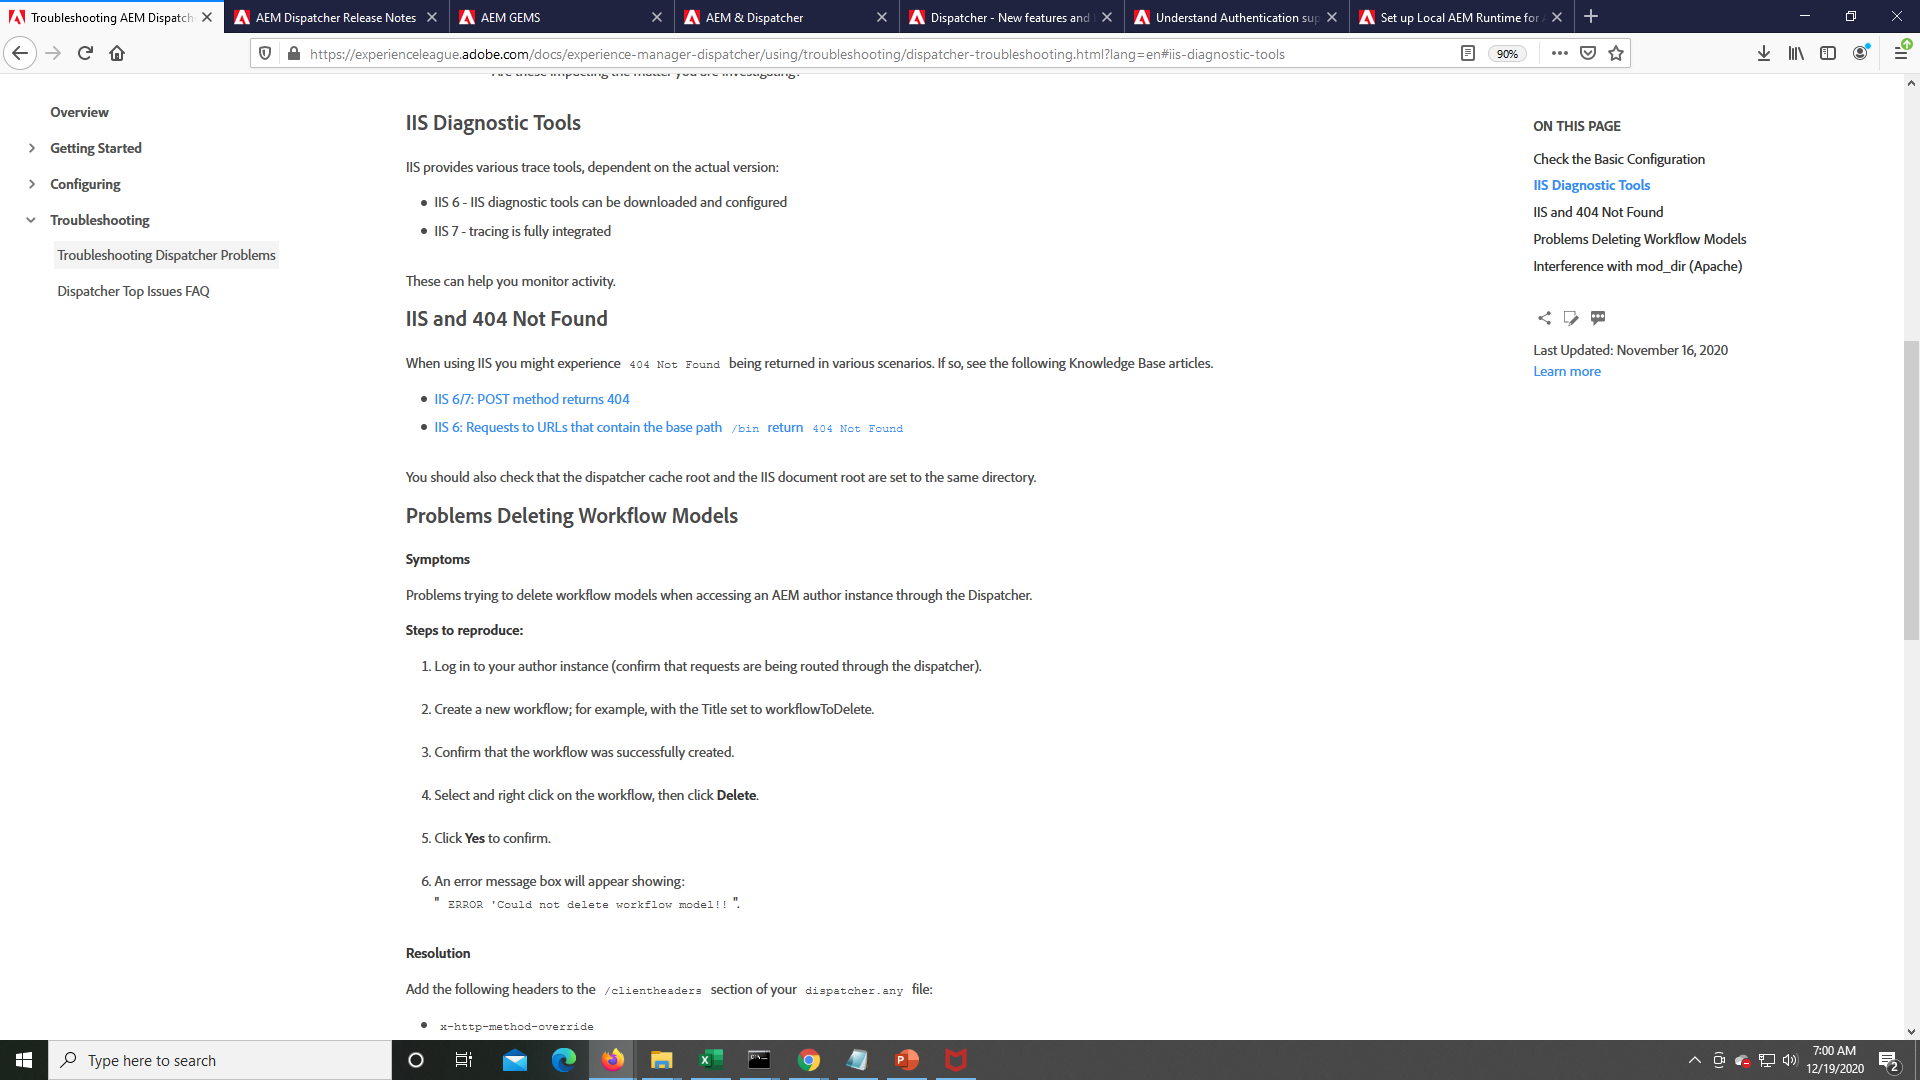 Troubleshooting AEM Dispatch
AEM Dispatcher Release Notes
AEM GEMS
AEM & Dispatcher
Dispatcher - New features and
Understand Authentication sup
Set up Local AEM Runtime for
https://experienceleague.adobe.com/docs/experience-manager-dispatcher/using/troubleshooting/dispatcher-troubleshooting.html?lang=en#iis-diagnostic-tools
90%
Are these impacting the matter you are investigating?
Overview
Getting Started
Configuring
Troubleshooting
Troubleshooting Dispatcher Problems
Dispatcher Top Issues FAQ
IIS Diagnostic Tools
IIS provides various trace tools, dependent on the actual version:
IIS 6 - IIS diagnostic tools can be downloaded and configured
IIS 7 - tracing is fully integrated
These can help you monitor activity.
IIS and 404 Not Found
When using IIS you might experience 404 Not Found being returned in various scenarios. If so, see the following Knowledge Base articles.
IIS 6/7: POST method returns 404
IIS 6: Requests to URLs that contain the base path /bin return 404 Not Found
You should also check that the dispatcher cache root and the IIS document root are set to the same directory.
Problems Deleting Workflow Models
Symptoms
Problems trying to delete workflow models when accessing an AEM author instance through the Dispatcher.
Steps to reproduce:
1. Log in to your author instance (confirm that requests are being routed through the dispatcher).
2. Create a new workflow; for example, with the Title set to workflowToDelete.
3. Confirm that the workflow was successfully created.
4. Select and right click on the workflow, then click Delete.
5. Click Yes to confirm.
6. An error message box will appear showing:
" ERROR 'Could not delete workflow model!! ".
Resolution
Add the following headers to the /clientheaders section of your dispatcher.any file:
x-http-method-override
ON THIS PAGE
Check the Basic Configuration
IIS Diagnostic Tools
IIS and 404 Not Found
Problems Deleting Workflow Models
Interference with mod_dir (Apache)
Last Updated: November 16, 2020
Learn more
Type here to search
7:00 AM
12/19/2020
2